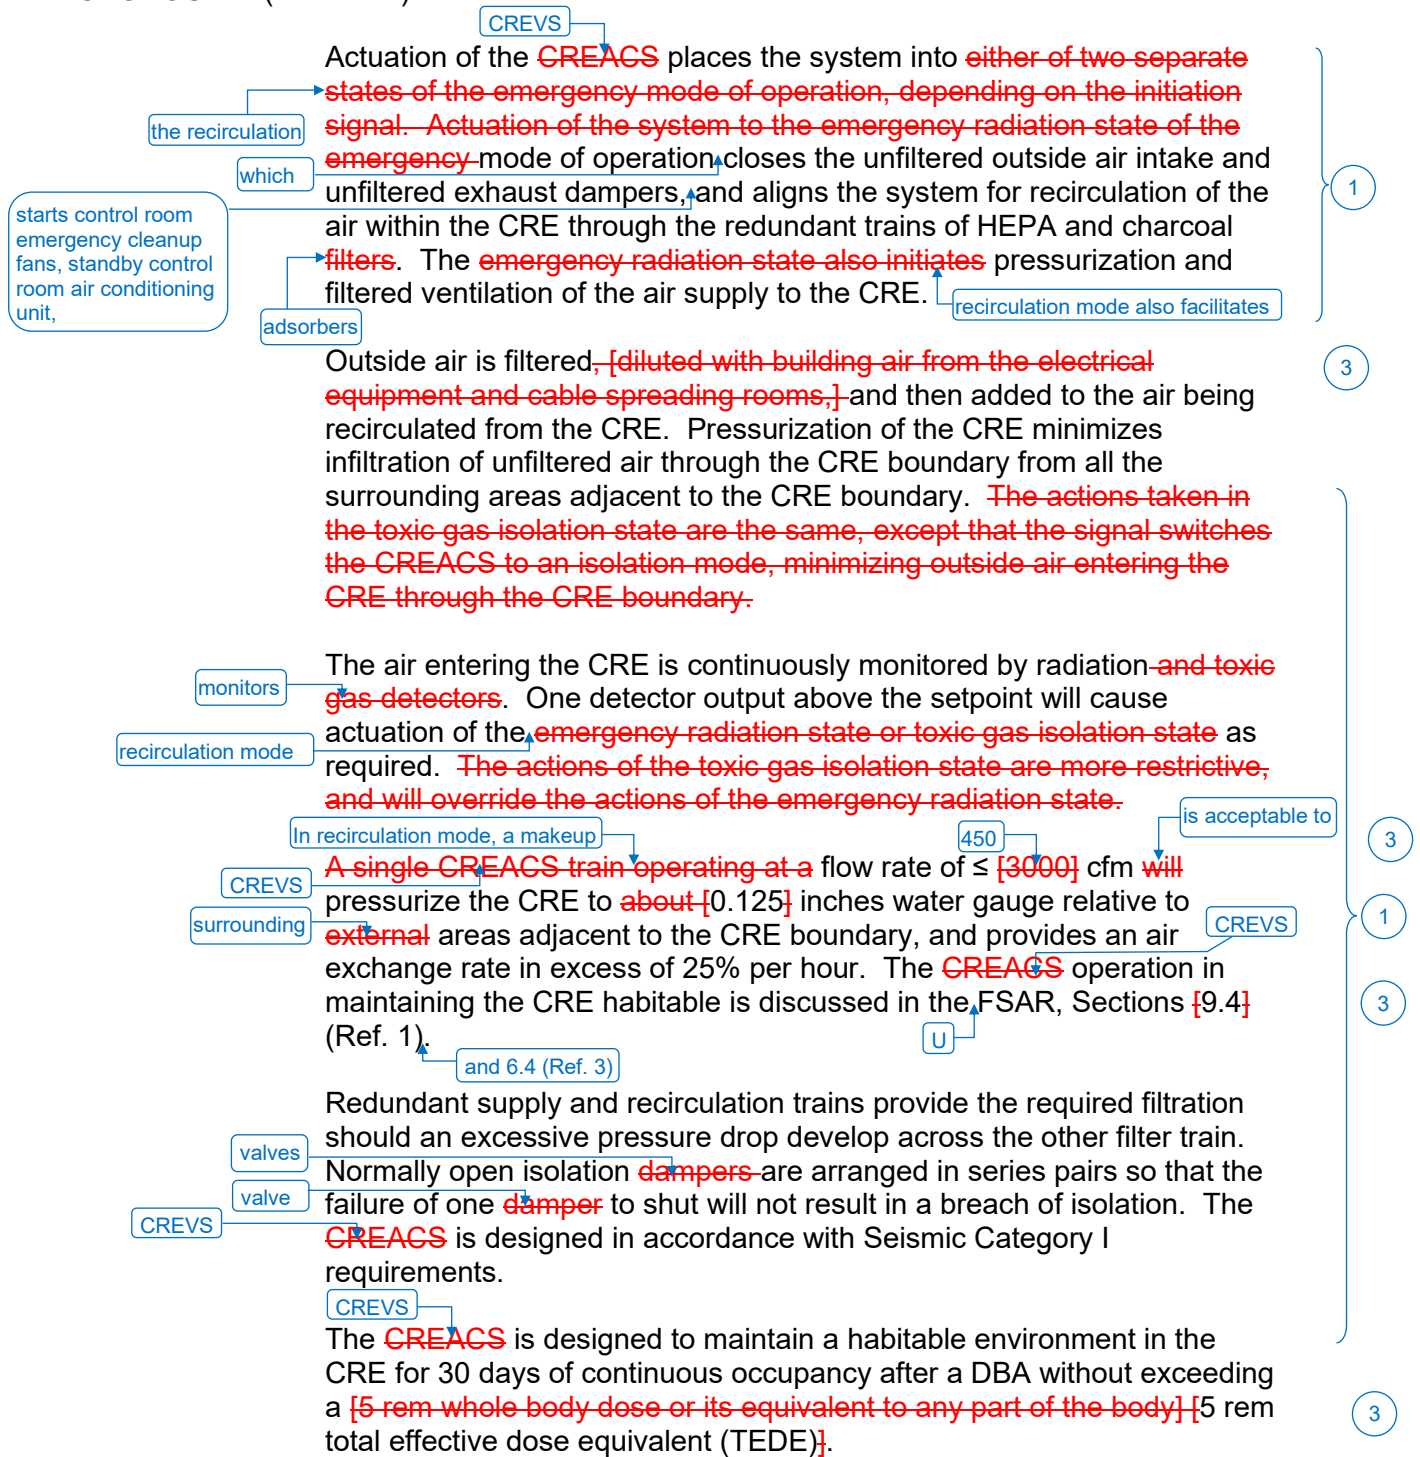 CREVS
Actuation of the CREACS places the system into either of two separate
states of the emergency mode of operation, depending on the initiation
the recirculation
signal. Actuation of the system to the emergency radiation state of the
emergency mode of operation closes the unfiltered outside air intake and
which
unfiltered exhaust dampers, and aligns the system for recirculation of the
1
starts control room
emergency cleanup
fans, standby control
room air conditioning
unit,
air within the CRE through the redundant trains of HEPA and charcoal
filters. The emergency radiation state also initiates pressurization and
filtered ventilation of the air supply to the CRE.
recirculation mode also facilitates
adsorbers
Outside air is filtered, [diluted with building air from the electrical
3
equipment and cable spreading rooms,] and then added to the air being
recirculated from the CRE. Pressurization of the CRE minimizes
infiltration of unfiltered air through the CRE boundary from all the
surrounding areas adjacent to the CRE boundary. The actions taken in
the toxic gas isolation state are the same, except that the signal switches
the CREACS to an isolation mode, minimizing outside air entering the
CRE through the CRE boundary.
The air entering the CRE is continuously monitored by radiation and toxic
monitors
gas detectors. One detector output above the setpoint will cause
actuation of the emergency radiation state or toxic gas isolation state as
recirculation mode
required. The actions of the toxic gas isolation state are more restrictive,
and will override the actions of the emergency radiation state.
is acceptable to
In recirculation mode, a makeup
450
3
A single CREACS train operating at a flow rate of ≤ [3000] cfm will
CREVS
pressurize the CRE to about [0.125] inches water gauge relative to
surrounding
CREVS
1
external areas adjacent to the CRE boundary, and provides an air
exchange rate in excess of 25% per hour. The CREACS operation in
maintaining the CRE habitable is discussed in the FSAR, Sections [9.4]
3
(Ref. 1).
U
and 6.4 (Ref. 3)
Redundant supply and recirculation trains provide the required filtration
should an excessive pressure drop develop across the other filter train.
valves
Normally open isolation dampers are arranged in series pairs so that the
valve
failure of one damper to shut will not result in a breach of isolation. The
CREVS
CREACS is designed in accordance with Seismic Category I
requirements.
CREVS
The CREACS is designed to maintain a habitable environment in the
CRE for 30 days of continuous occupancy after a DBA without exceeding
a [5 rem whole body dose or its equivalent to any part of the body] [5 rem
3
total effective dose equivalent (TEDE)].